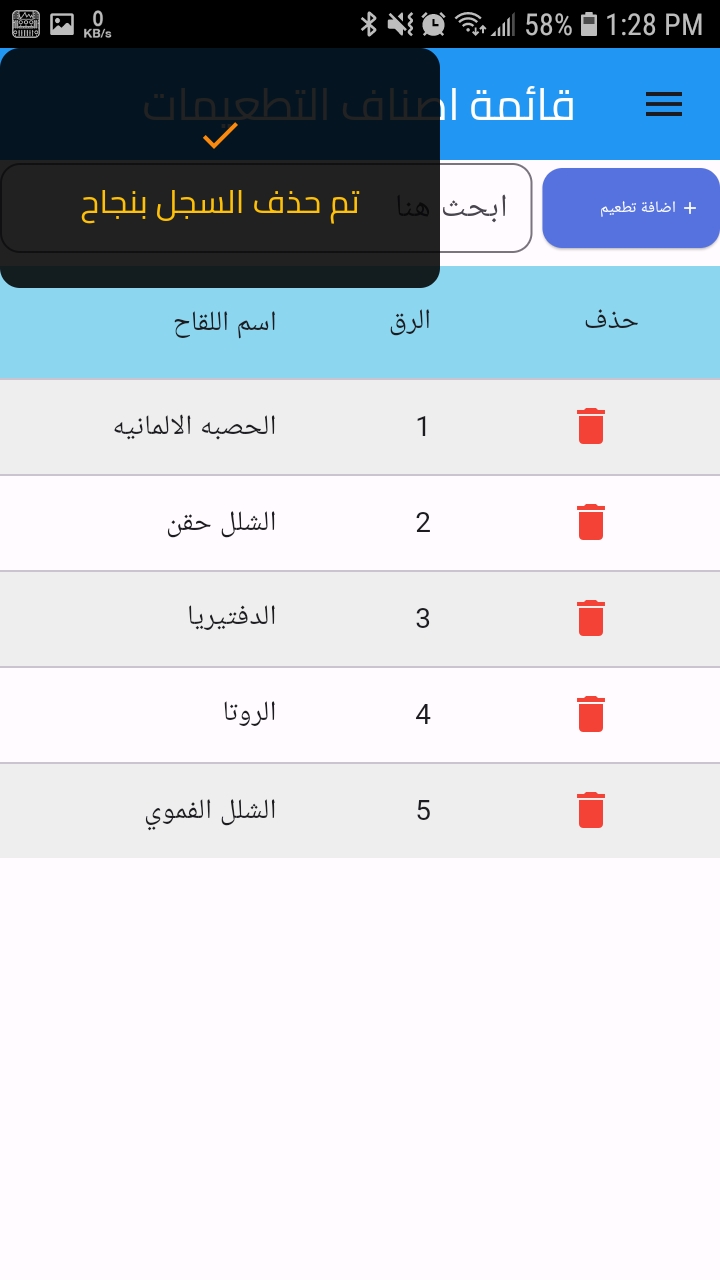 0
KB/s
58% 1:28 PM
قائمة اصناف التطعيمات
تم حذف السجل بنجاح
+ اضافة تطعيم
ابحث هنا
حذف الرق اسم اللقاح
1 الحصبه الالمانيه
2 الشلل حقن
3 الدفتيريا
4 الروتا
5 الشلل الفموي